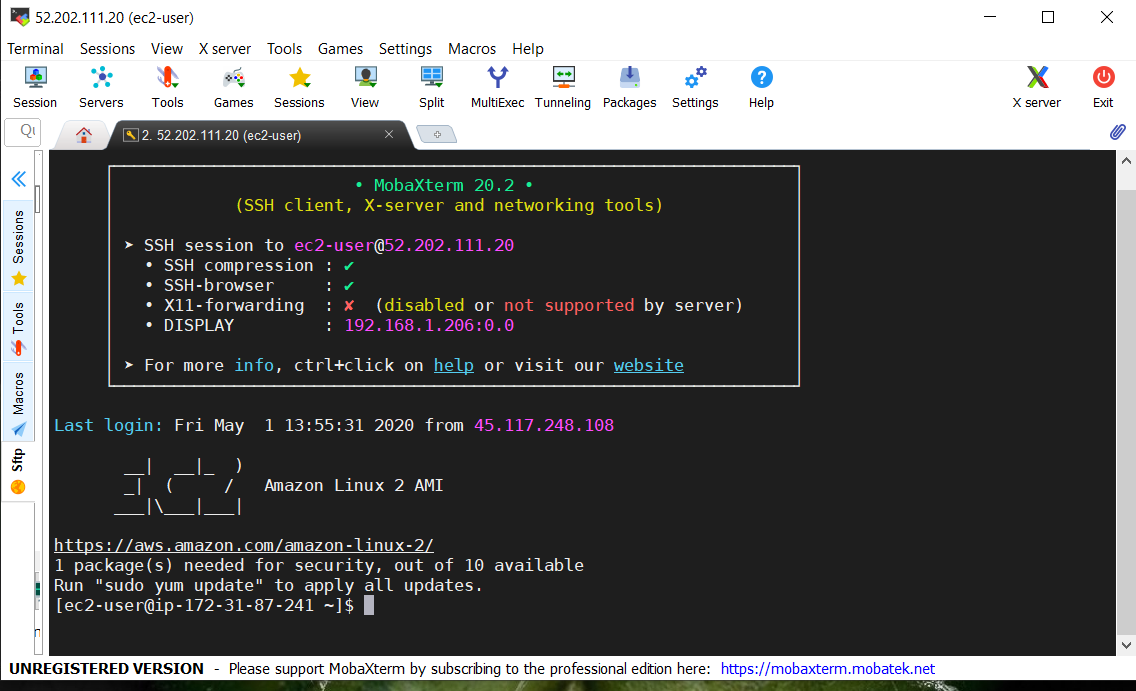 52.202.111.20 (ec2-user)
Terminal Sessions View X server Tools Games Settings Macros Help
Session Servers Tools Games Sessions View Split MultiExec Tunneling Packages Settings Help X server Exit
2. 52.202.111.20 (ec2-user)
Sessions
Tools
Macros
Sftp
• MobaXterm 20.2 •
(SSH client, X-server and networking tools)
➤ SSH session to ec2-user@52.202.111.20
• SSH compression : ✔
• SSH-browser : ✔
• X11-forwarding : ✘ (disabled or not supported by server)
• DISPLAY : 192.168.1.206:0.0
➤ For more info, ctrl+click on help or visit our website
Last login: Fri May  1 13:55:31 2020 from 45.117.248.108
       __|  __|_  )
       _|  (     /   Amazon Linux 2 AMI
      ___|\___|___|
https://aws.amazon.com/amazon-linux-2/
1 package(s) needed for security, out of 10 available
Run "sudo yum update" to apply all updates.
[ec2-user@ip-172-31-87-241 ~]$
UNREGISTERED VERSION - Please support MobaXterm by subscribing to the professional edition here: https://mobaxterm.mobatek.net